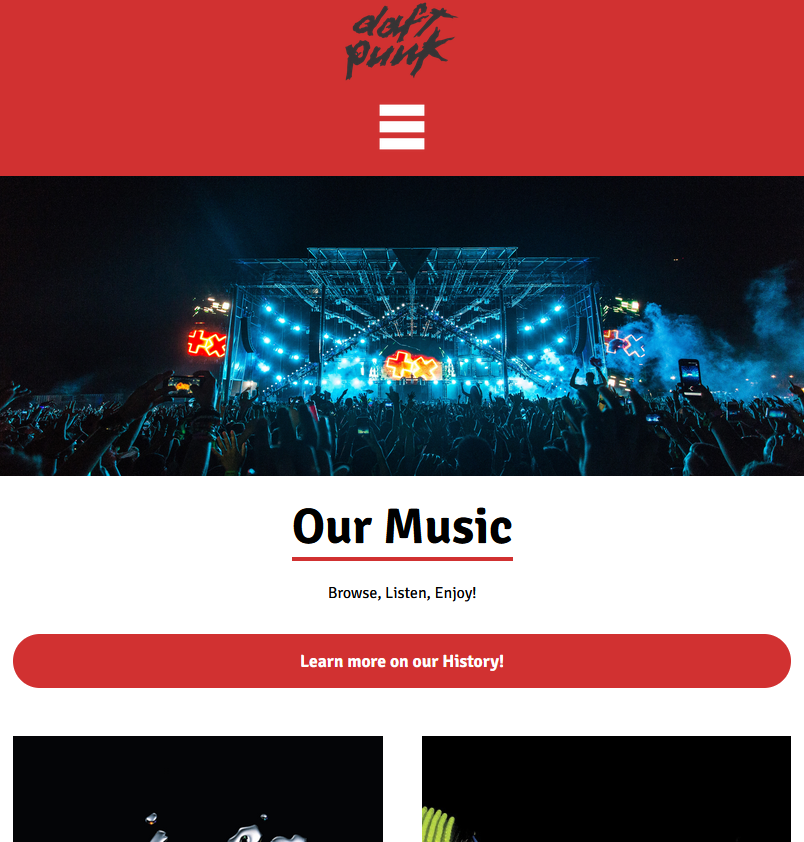 daft
punk
Our Music
Browse, Listen, Enjoy!
Learn more on our History!